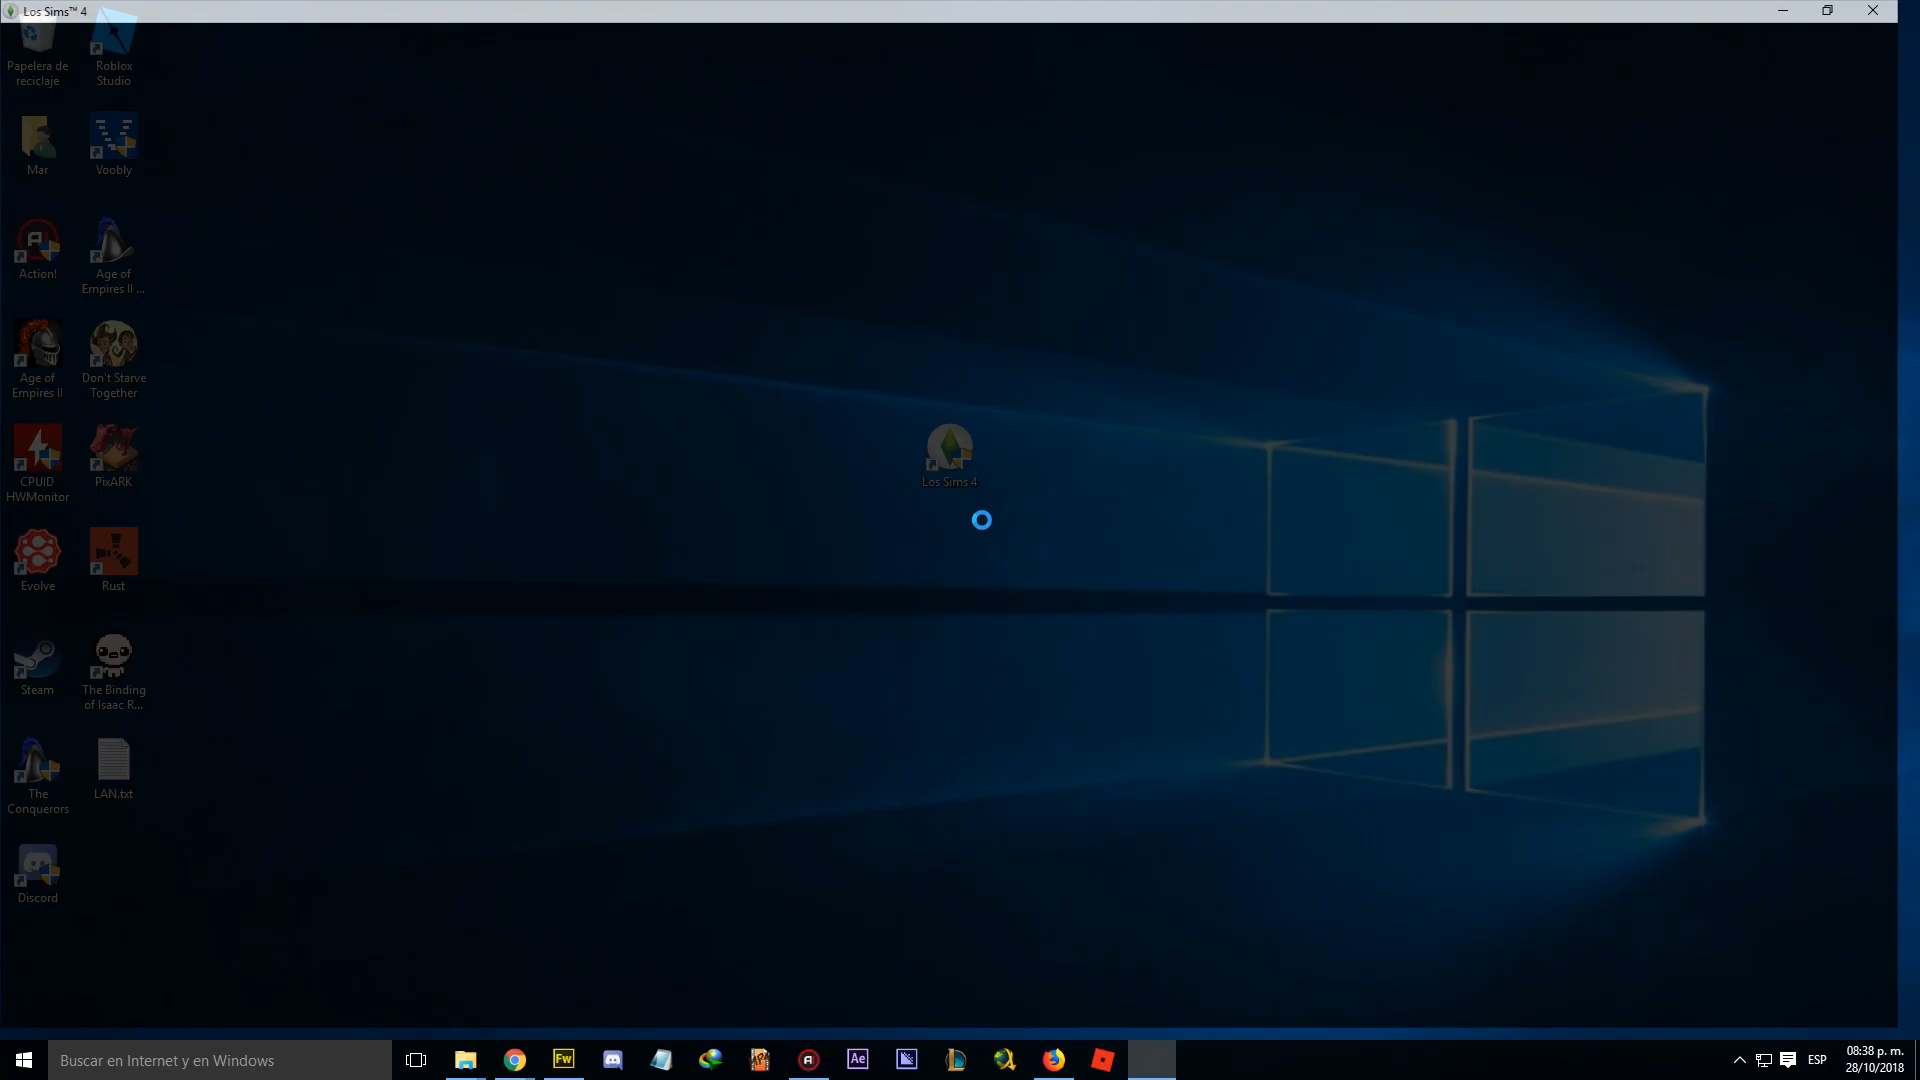 Los Sims™ 4
Papelera de
reciclaje
Roblox
Studio
Mar
Voobly
Action!
Age of
Empires II ...
Age of
Empires II
Don't Starve
Together
CPUID
HWMonitor
PixARK
Los Sims 4
Evolve
Rust
Steam
The Binding
of Isaac R...
The
Conquerors
LAN.txt
Discord
Buscar en Internet y en Windows
Fw
Ae
ESP
08:38 p. m.
28/10/2018